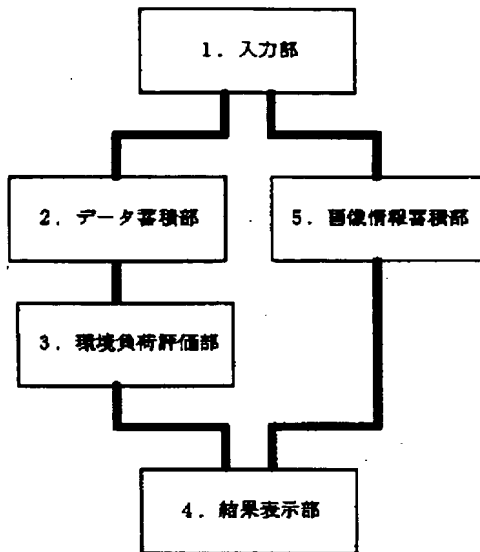 1. 入力部
2. データ蓄積部
5. 画像情報蓄積部
3. 環境負荷評価部
4. 結果表示部